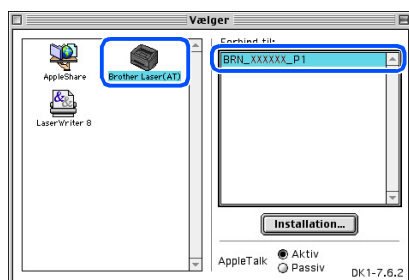 Vælger
AppleShare
Brother Laser(AT)
LaserWriter 8
Forbind til:
BRN_XXXXXX_P1
Installation...
AppleTalk
Aktiv
Passiv
DK1-7.6.2